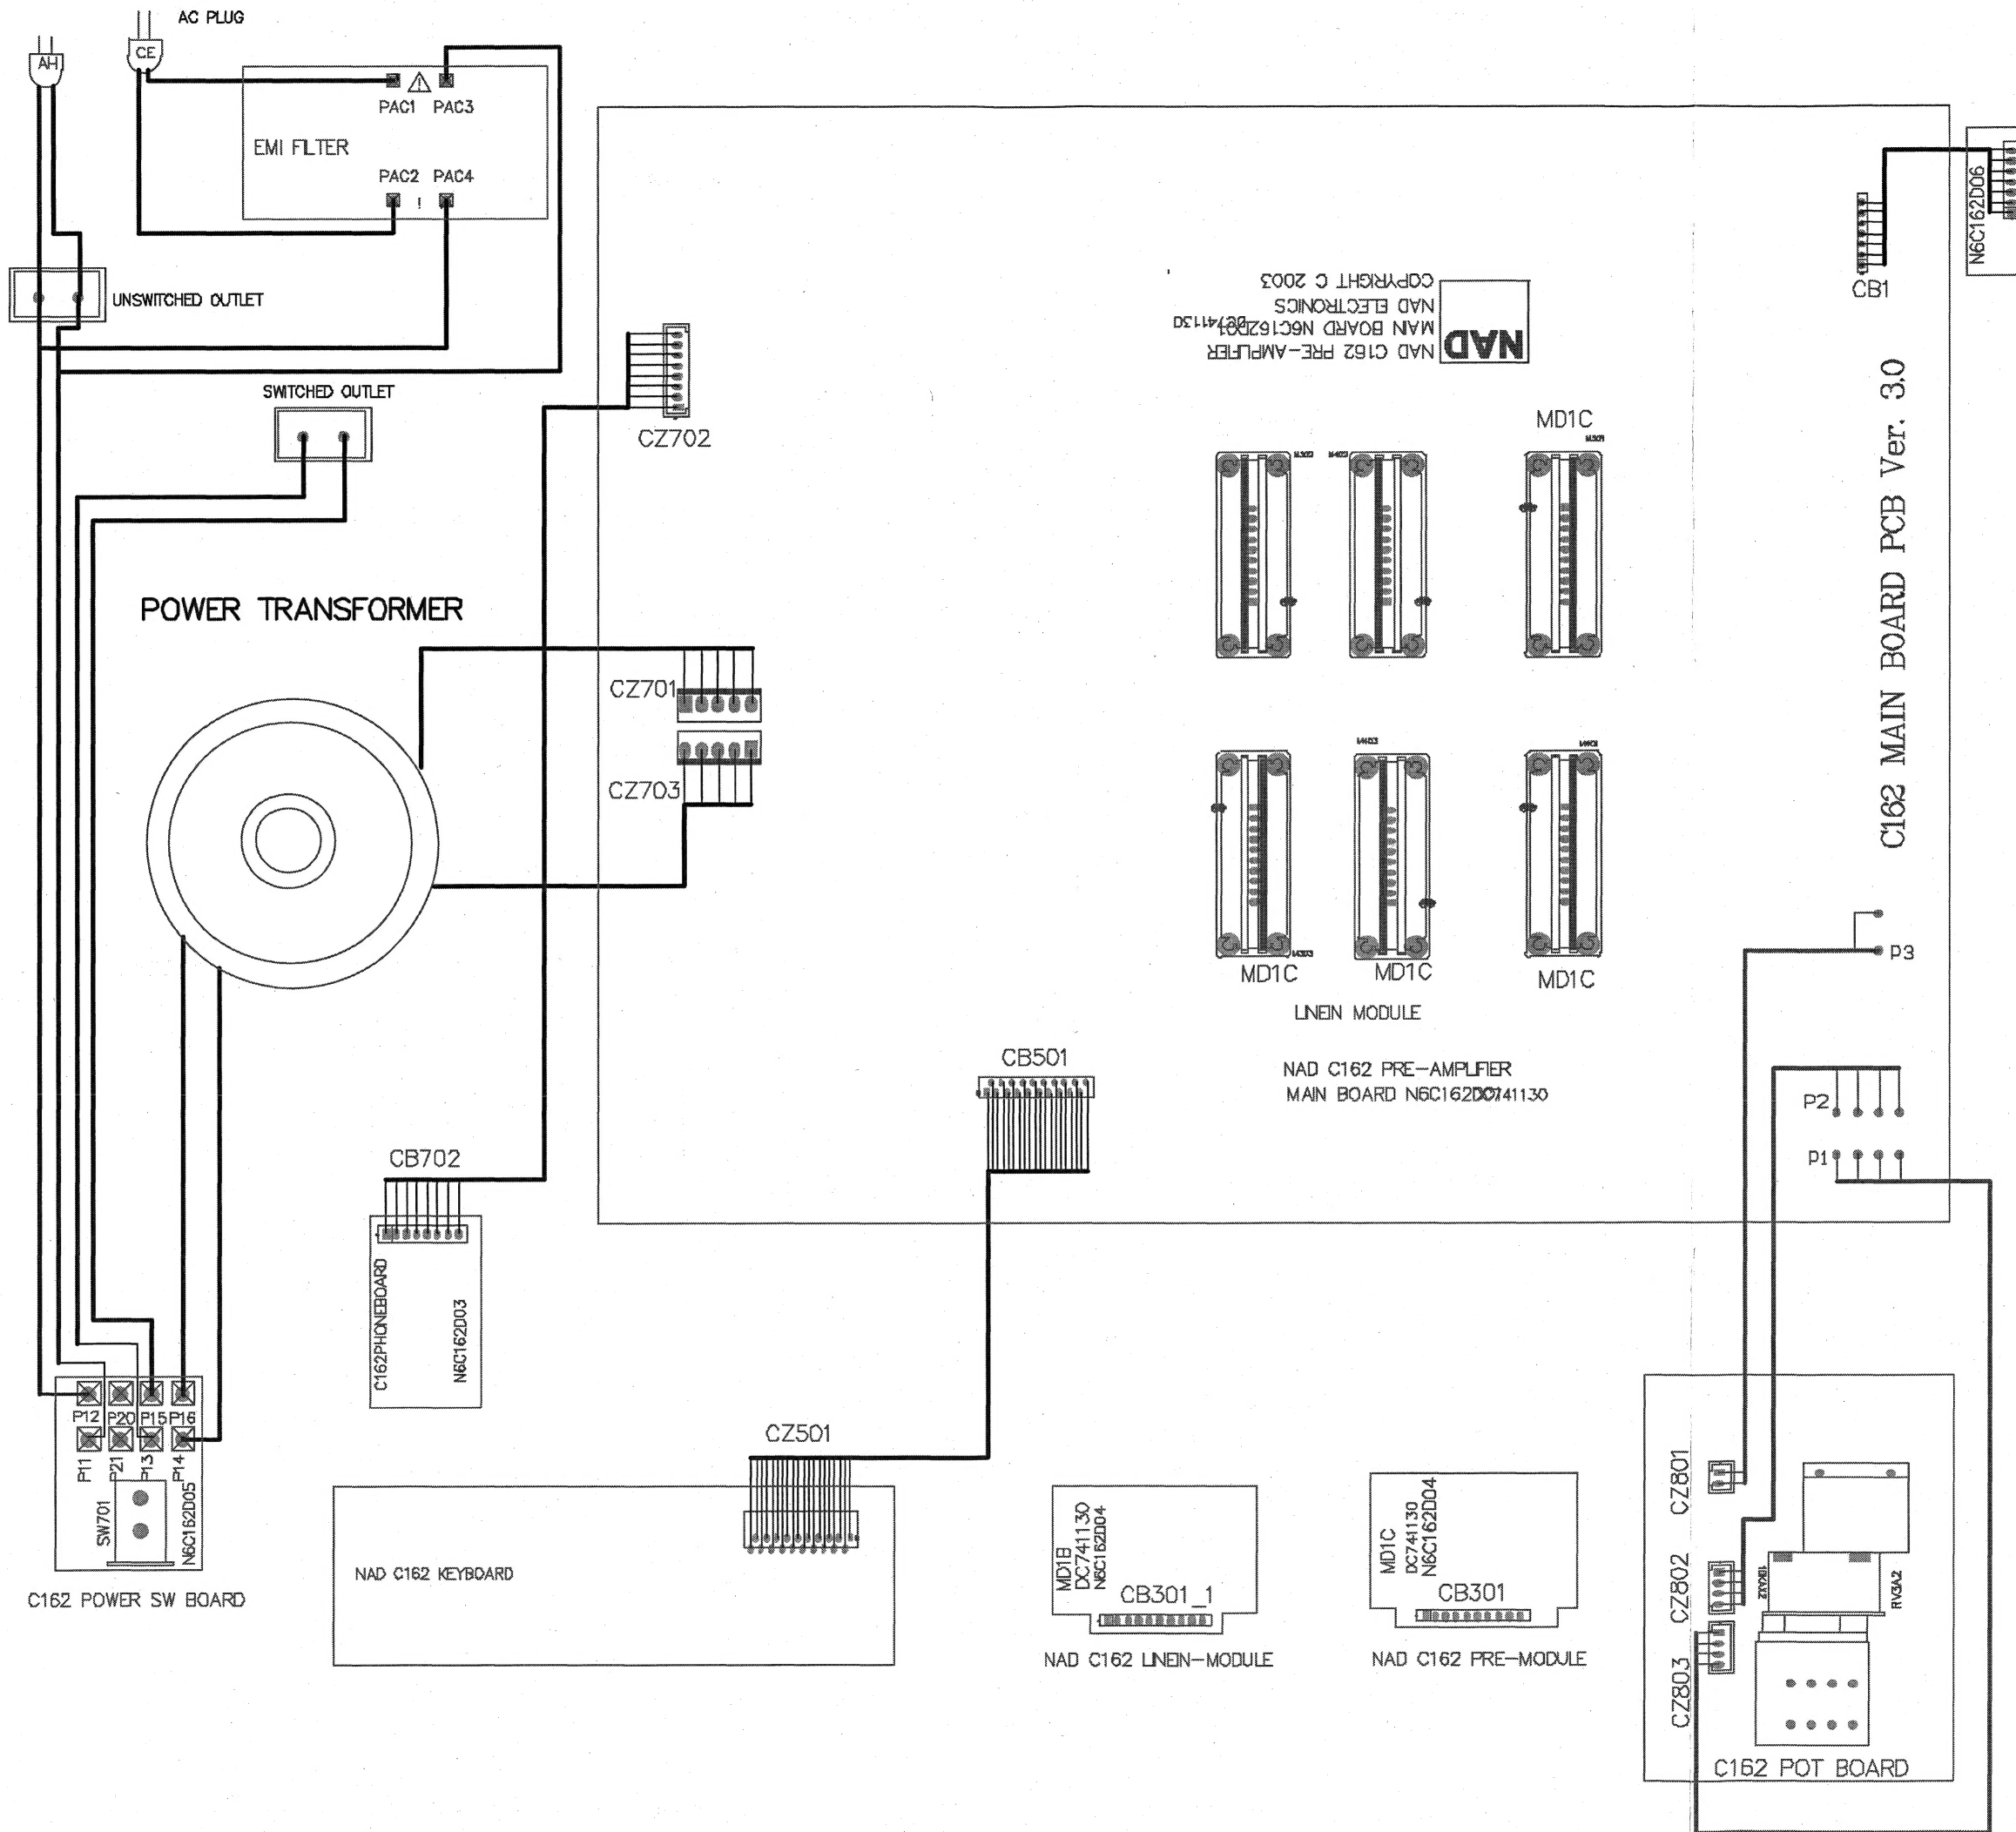 AC PLUG
AH
CE
PAC1 PAC3
EMI FILTER
PAC2 PAC4
!
UNSWITCHED OUTLET
SWITCHED OUTLET
POWER TRANSFORMER
CZ702
CZ701
CZ703
COPYRIGHT C 2003
NAD ELECTRONICS
MAIN BOARD N6C162D01
DC741130
NAD C162 PRE-AMPLIFIER
NAD
CB1
N6C162D06
C162 MAIN BOARD PCB Ver. 3.0
MD1C
MD1C
MD1C
MD1C
LINEIN MODULE
NAD C162 PRE-AMPLIFIER
MAIN BOARD N6C162DC741130
P3
P2
P1
CB501
CB702
C162PHONEBOARD
N6C162D03
P12 P20 P15 P16
P11 P21 P13 P14
SW701
N6C162D05
C162 POWER SW BOARD
CZ501
NAD C162 KEYBOARD
MD1B
DC741130
N6C162D04
CB301_1
NAD C162 LINEIN-MODULE
MD1C
DC741130
N6C162D04
CB301
NAD C162 PRE-MODULE
CZ801
CZ802
CZ803
RV3A2
C162 POT BOARD